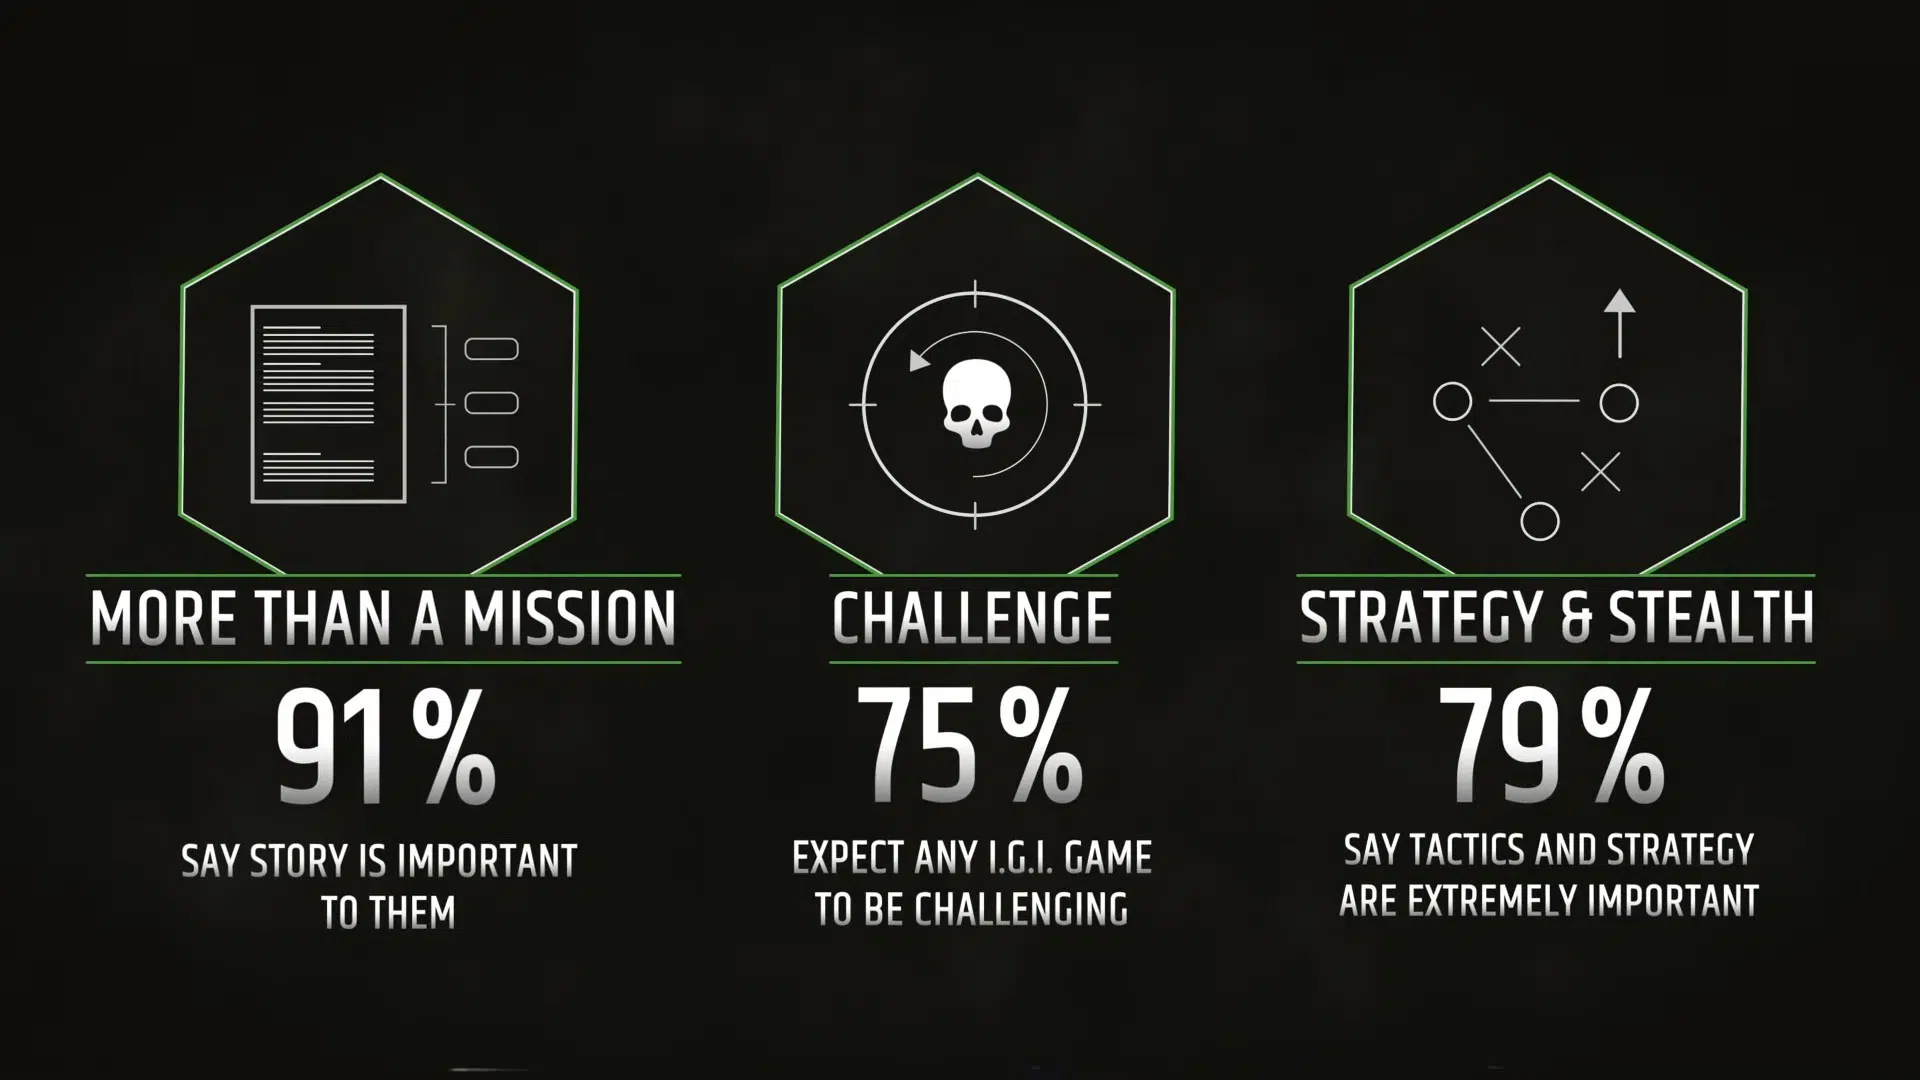 MORE THAN A MISSION
91%
SAY STORY IS IMPORTANT
TO THEM
CHALLENGE
75%
EXPECT ANY I.G.I. GAME
TO BE CHALLENGING
STRATEGY & STEALTH
79%
SAY TACTICS AND STRATEGY
ARE EXTREMELY IMPORTANT